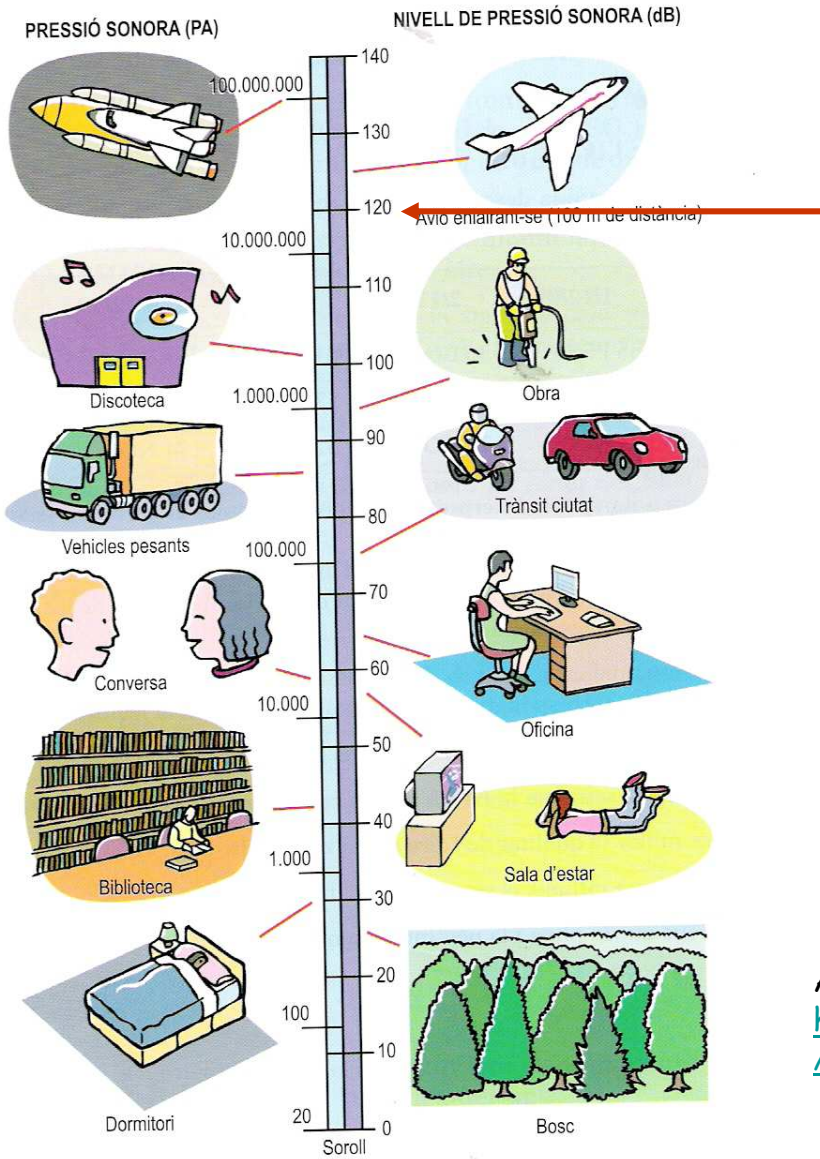 PRESSIÓ SONORA (PA)
NIVELL DE PRESSIÓ SONORA (dB)
140
100.000.000
130
120
Avió enlairant-se (100 m de distància)
10.000.000
110
100
Discoteca
1.000.000
Obra
90
80
Trànsit ciutat
Vehicles pesants
100.000
70
60
Conversa
10.000
Oficina
50
40
1.000
Sala d'estar
Biblioteca
30
20
100
10
Dormitori
20
0
Bosc
Soroll